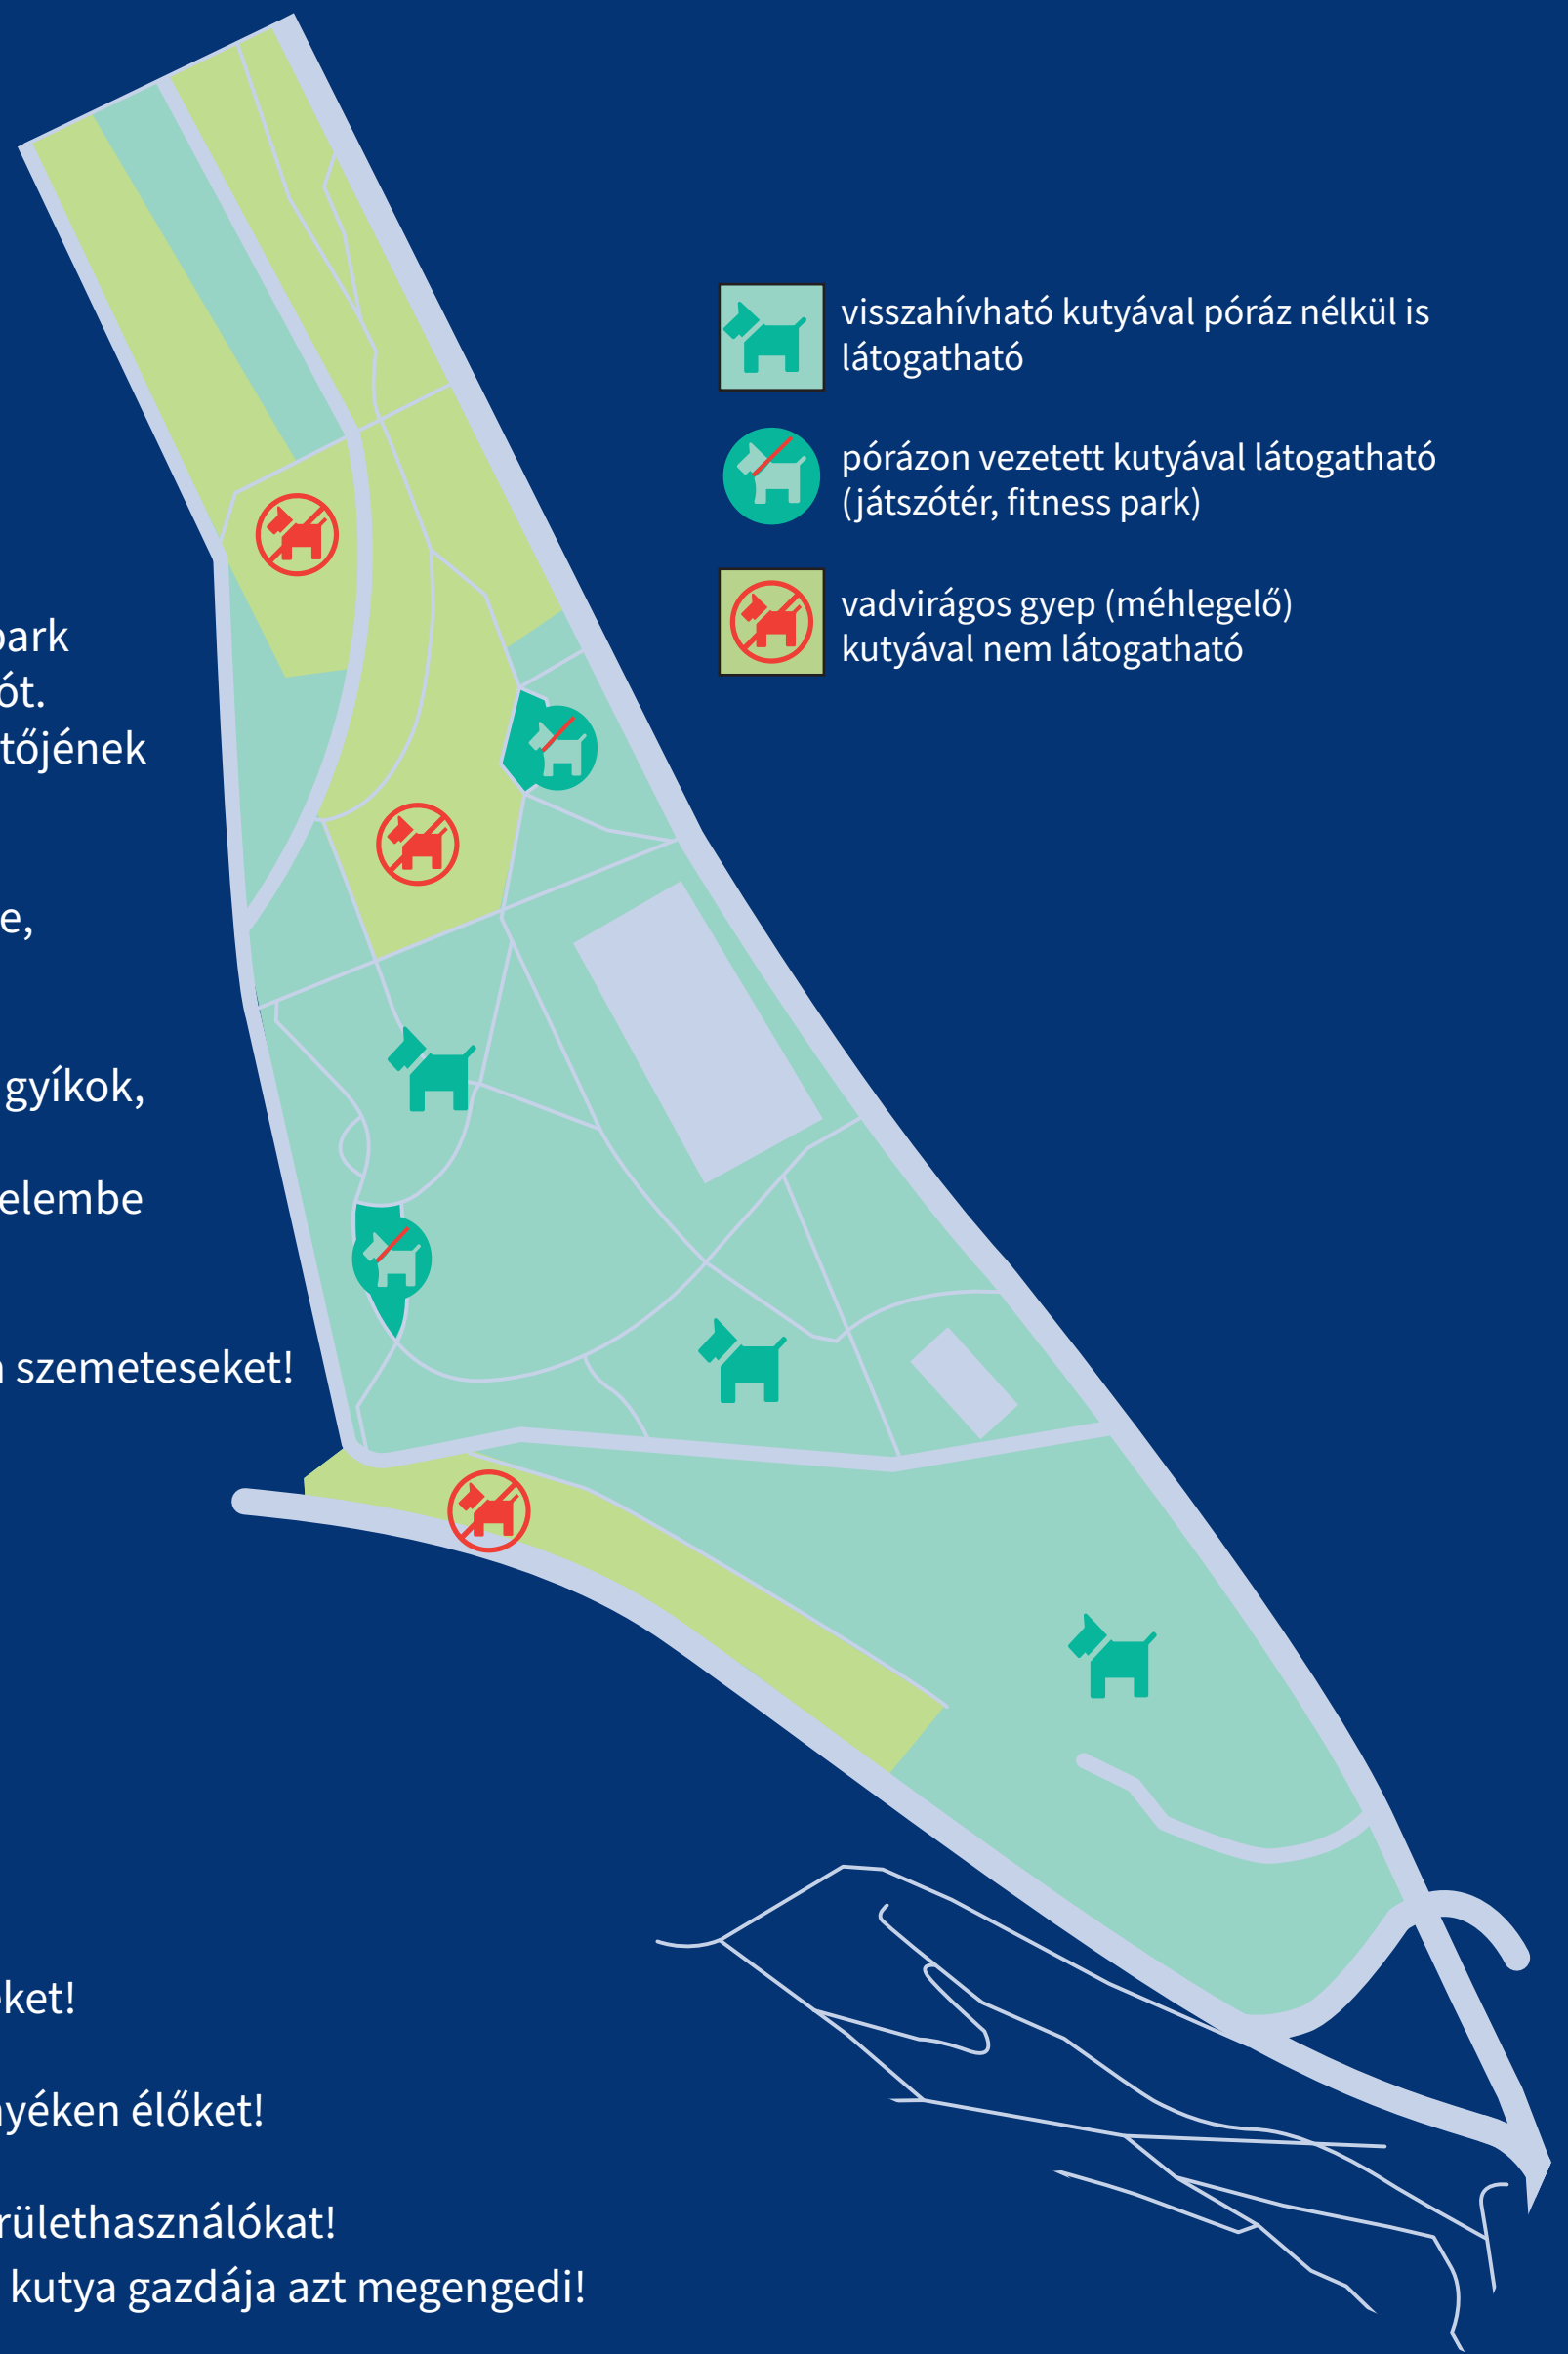 visszahívható kutyával póráz nélkül is
látogatható
pórázon vezetett kutyával látogatható
(játszótér, fitness park)
vadvirágos gyep (méhlegelő)
kutyával nem látogatható
park
ót.
tőjének
e,
gyíkok,
elembe
szemeteseket!
ket!
yéken élőket!
rülethasználókat!
kutya gazdája azt megengedi!